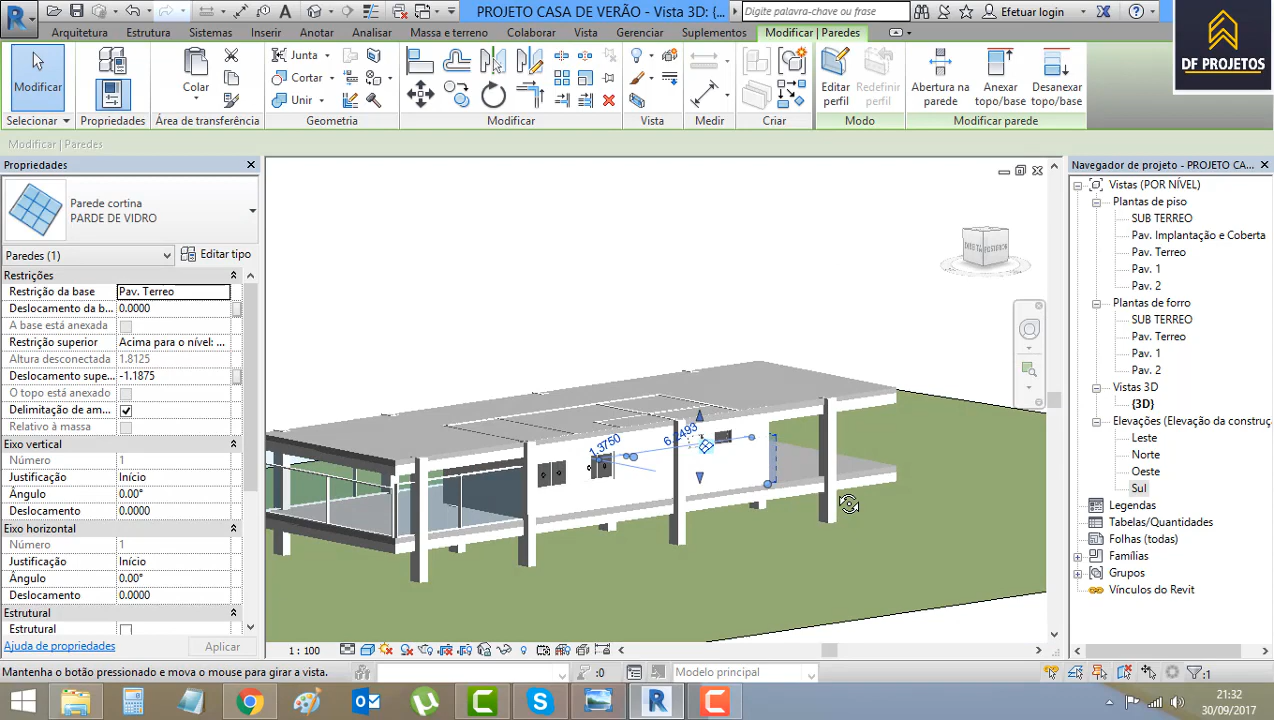 PROJETO CASA DE VERÃO - Vista 3D: {...
Digite palavra-chave ou frase
Efetuar login
DF PROJETOS
Arquitetura Estrutura Sistemas Inserir Anotar Analisar Massa e terreno Colaborar Vista Gerenciar Suplementos Modificar | Paredes
Modificar
Colar
Junta
Cortar
Unir
Editar perfil
Redefinir perfil
Abertura na parede
Anexar topo/base
Desanexar topo/base
Selecionar Propriedades Área de transferência Geometria Modificar Vista Medir Criar Modo Modificar parede
Modificar | Paredes
Propriedades
Parede cortina
PARDE DE VIDRO
Paredes (1)
Editar tipo
Restrições
Restrição da base Pav. Terreo
Deslocamento da b... 0.0000
A base está anexada
Restrição superior Acima para o nível: ...
Altura desconectada 1.8125
Deslocamento supe... -1.1875
O topo está anexado
Delimitação de am...
Relativo à massa
Eixo vertical
Número 1
Justificação Início
Ângulo 0.00°
Deslocamento 0.0000
Eixo horizontal
Número 1
Justificação Início
Ângulo 0.00°
Deslocamento 0.0000
Estrutural
Estrutural
Ajuda de propriedades
Aplicar
DIREITA POSTERIOR
1.3750
6.2493
1 : 100
Navegador de projeto - PROJETO CA...
Vistas (POR NÍVEL)
Plantas de piso
SUB TERREO
Pav. Implantação e Coberta
Pav. Terreo
Pav. 1
Pav. 2
Plantas de forro
SUB TERREO
Pav. Terreo
Pav. 1
Pav. 2
Vistas 3D
{3D}
Elevações (Elevação da constru
Leste
Norte
Oeste
Sul
Legendas
Tabelas/Quantidades
Folhas (todas)
Famílias
Grupos
Vínculos do Revit
Mantenha o botão pressionado e mova o mouse para girar a vista.
:0
Modelo principal
:1
21:32
30/09/2017